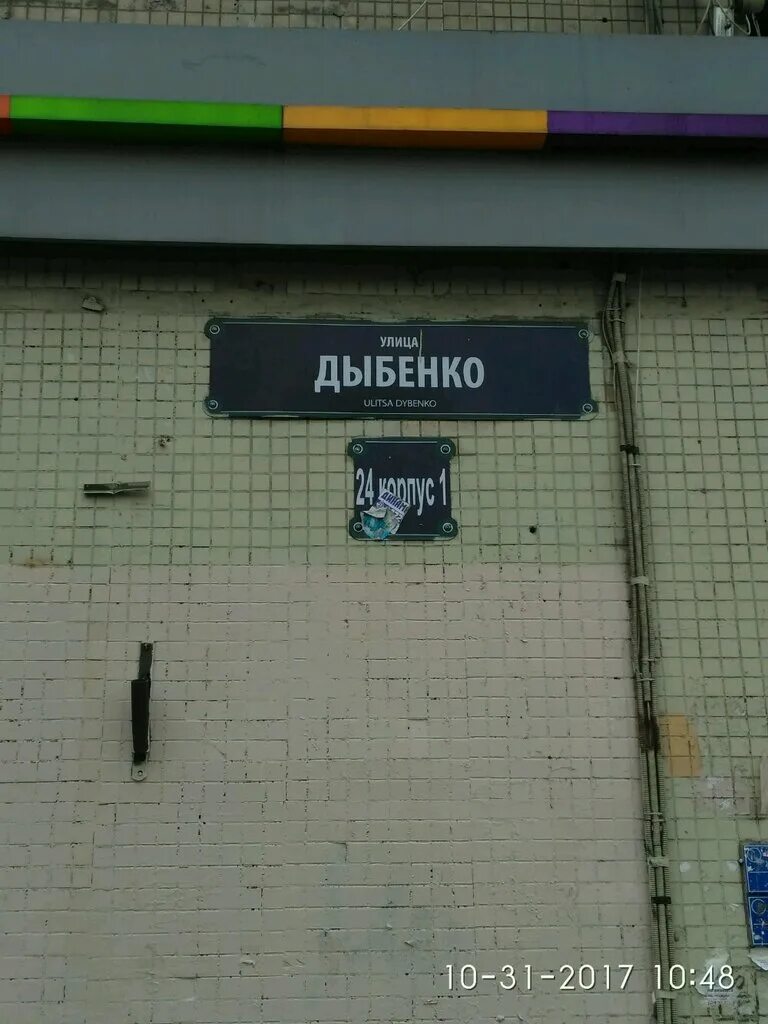 УЛИЦА
ДЫБЕНКО
ULITSA DYBENKO
24 корпус 1
10-31-2017 10:48